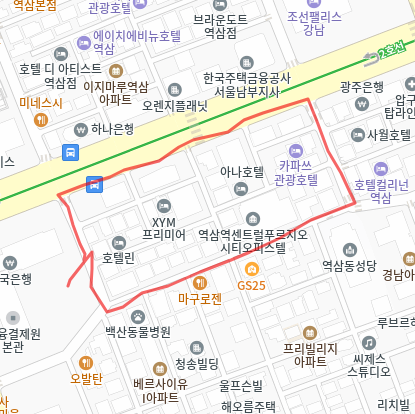 역삼본점
관광호텔
브라운도트
역삼점
조선팰리스
강남
에이치에비뉴호텔
역삼
2호선
호텔 디 아티스트
역삼점
이지마루역삼
아파트
한국주택금융공사
서울남부지사
광주은행
미네스시
오렌지플래닛
압구
탑라인
하나은행
사월호텔
카파쓰
관광호텔
아나호텔
호텔컬리넌
역삼
XYM
프리미어
역삼역센트럴푸르지오
시티오피스텔
호텔린
역삼동성당
국은행
경남아
GS25
마구로젠
융결제원
본관
백산동물병원
루브르하
프리빌리지
아파트
청송빌딩
씨제스
스튜디오
오발탄
베르사이유
I아파트
울프슨빌
해오름주택
리치빌